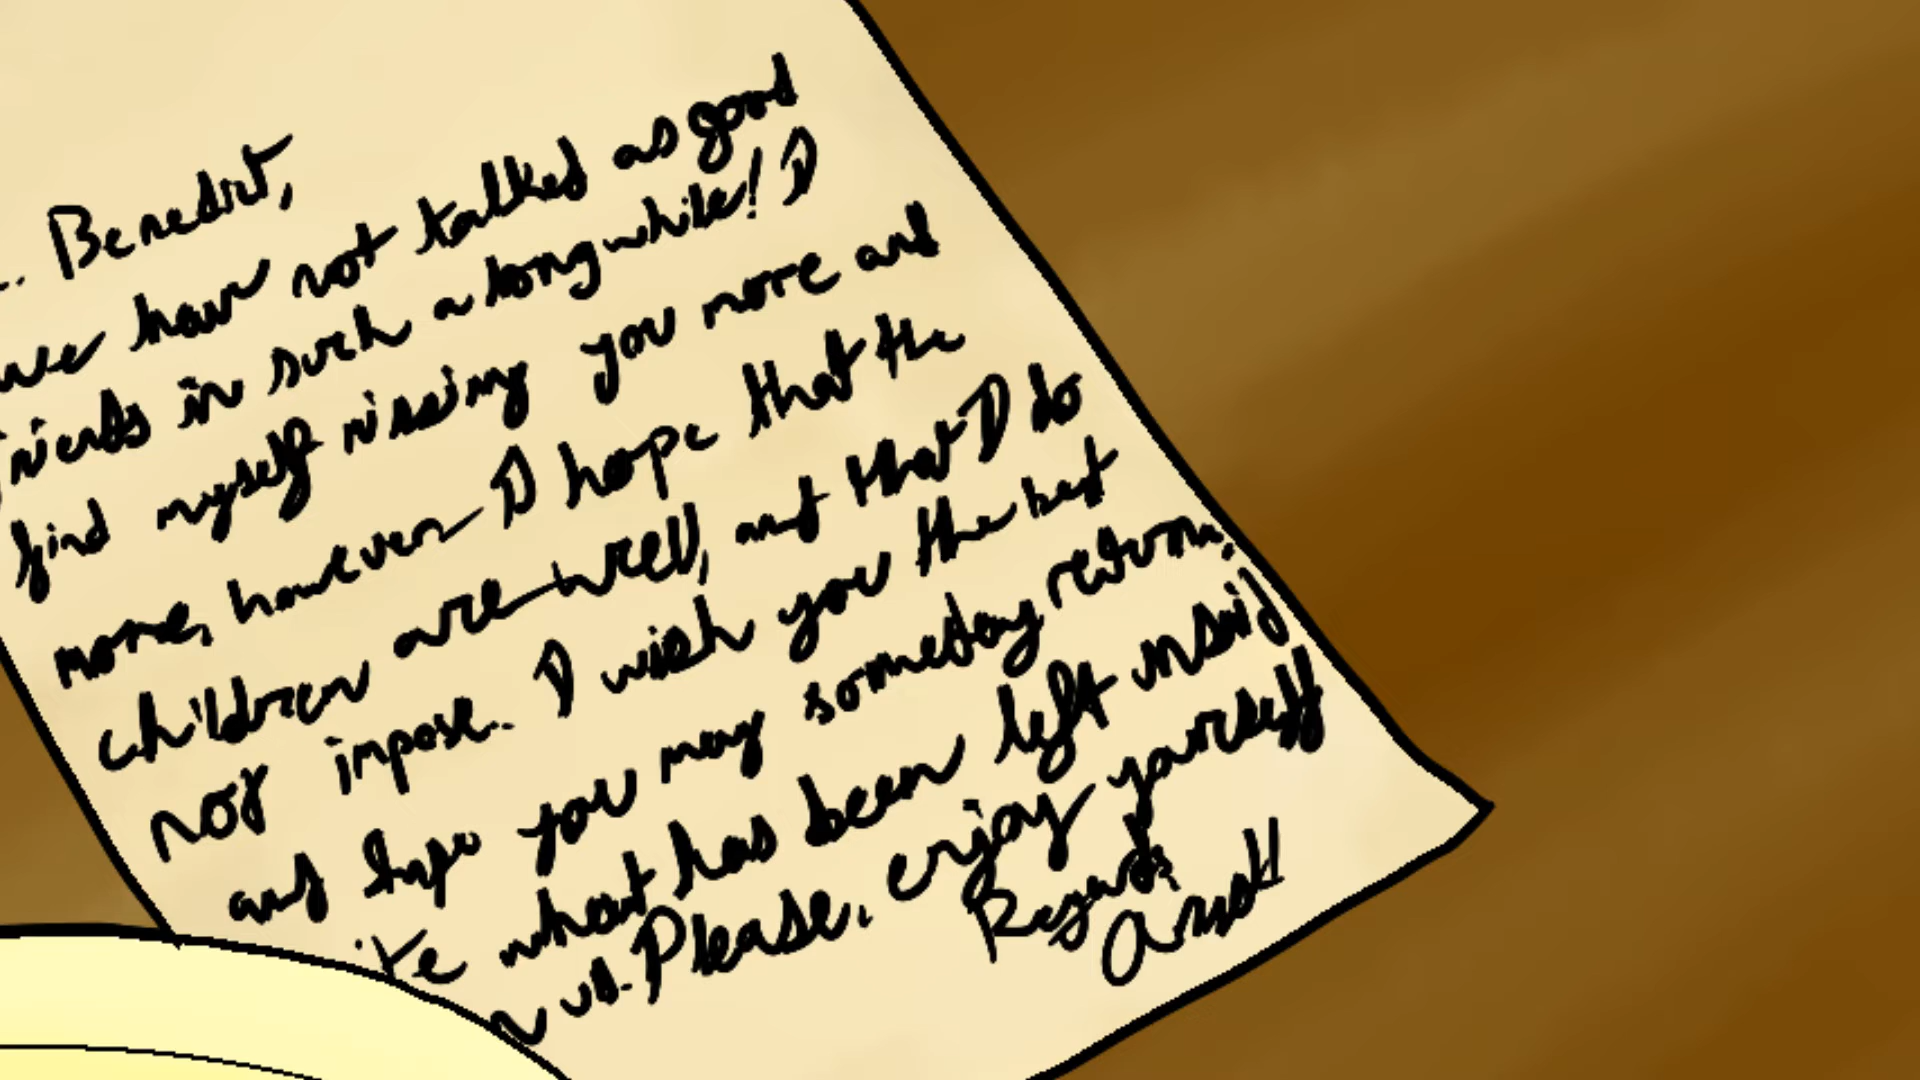 .. Benedict,
we have not talked as good
friends in such a long while! I
find myself missing you more and
more, however I hope that the
children are well, and that I do
not impose.. I wish you the best
and hope you may someday return,
what has been left unsaid
us. Please, enjoy yourself
Regards